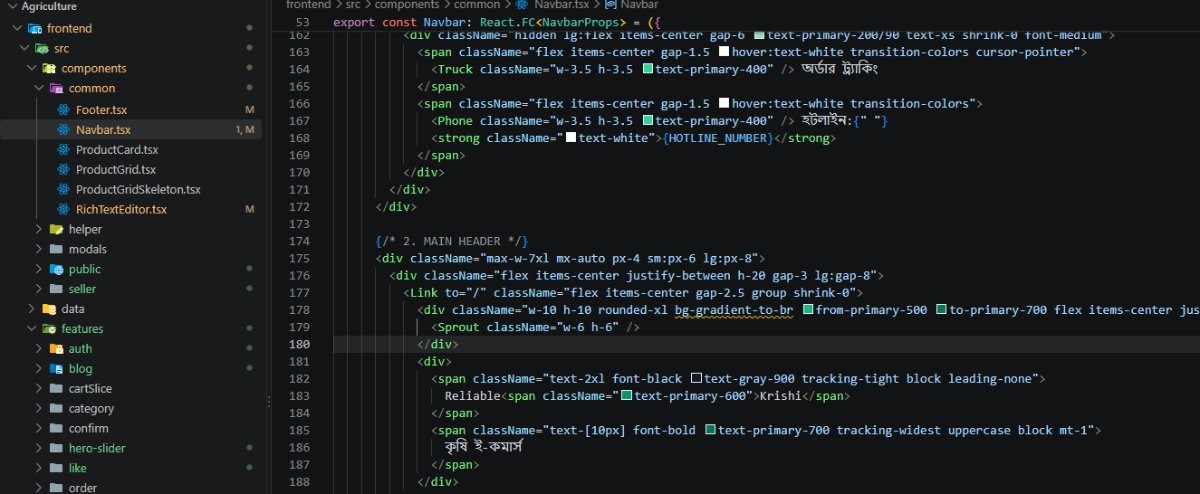 Agriculture
frontend
src
components
common
Footer.tsx M
Navbar.tsx 1, M
ProductCard.tsx
ProductGrid.tsx
ProductGridSkeleton.tsx
RichTextEditor.tsx M
helper
modals
public
seller
data
features
auth
blog
cartSlice
category
confirm
hero-slider
like
order
frontend > src > components > common > Navbar.tsx > Navbar
53 export const Navbar: React.FC<NavbarProps> = ({
162 <div className="hidden lg:flex items-center gap-6 text-primary-200/90 text-xs shrink-0 font-medium">
163 <span className="flex items-center gap-1.5 hover:text-white transition-colors cursor-pointer">
164 <Truck className="w-3.5 h-3.5 text-primary-400" /> অর্ডার ট্র্যাকিং
165 </span>
166 <span className="flex items-center gap-1.5 hover:text-white transition-colors">
167 <Phone className="w-3.5 h-3.5 text-primary-400" /> হটলাইন:{" "}
168 <strong className="text-white">{HOTLINE_NUMBER}</strong>
169 </span>
170 </div>
171 </div>
172 </div>
173
174 {/* 2. MAIN HEADER */}
175 <div className="max-w-7xl mx-auto px-4 sm:px-6 lg:px-8">
176 <div className="flex items-center justify-between h-20 gap-3 lg:gap-8">
177 <Link to="/" className="flex items-center gap-2.5 group shrink-0">
178 <div className="w-10 h-10 rounded-xl bg-gradient-to-br from-primary-500 to-primary-700 flex items-center jus
179 <Sprout className="w-6 h-6" />
180 </div>
181 <div>
182 <span className="text-2xl font-black text-gray-900 tracking-tight block leading-none">
183 Reliable<span className="text-primary-600">Krishi</span>
184 </span>
185 <span className="text-[10px] font-bold text-primary-700 tracking-widest uppercase block mt-1">
186 কৃষি ই-কমার্স
187 </span>
188 </div>